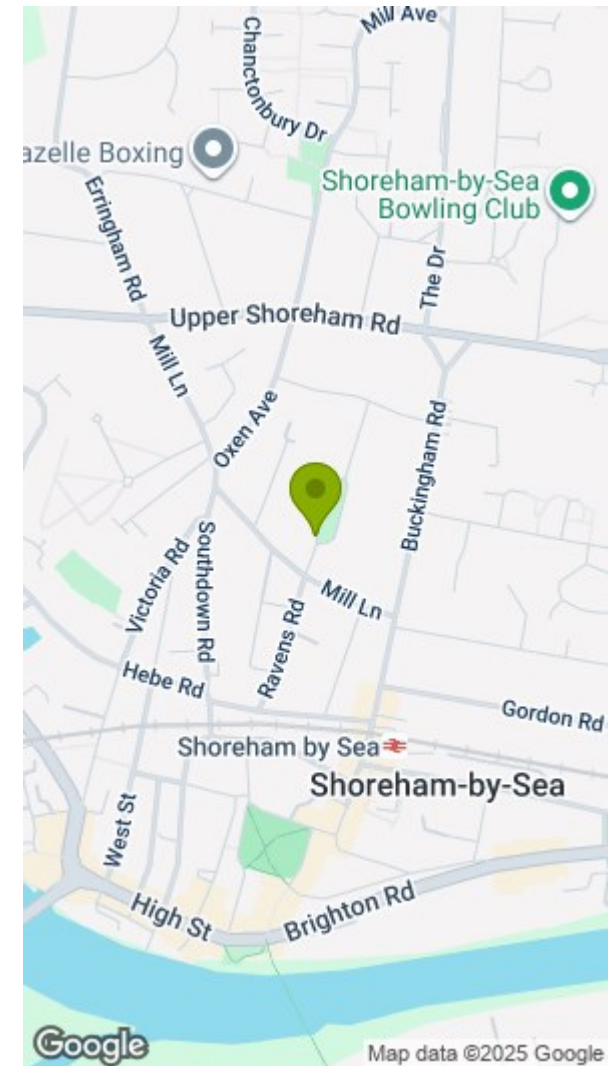 Mill Ave
Chanctonbury Dr
azelle Boxing
Shoreham-by-Sea
Bowling Club
Erringham Rd
The Dr
Upper Shoreham Rd
Mill Ln
Oxen Ave
Buckingham Rd
Victoria Rd
Southdown Rd
Mill Ln
Ravens Rd
Hebe Rd
Gordon Rd
Shoreham by Sea
Shoreham-by-Sea
West St
High St
Brighton Rd
Google
Map data ©2025 Google